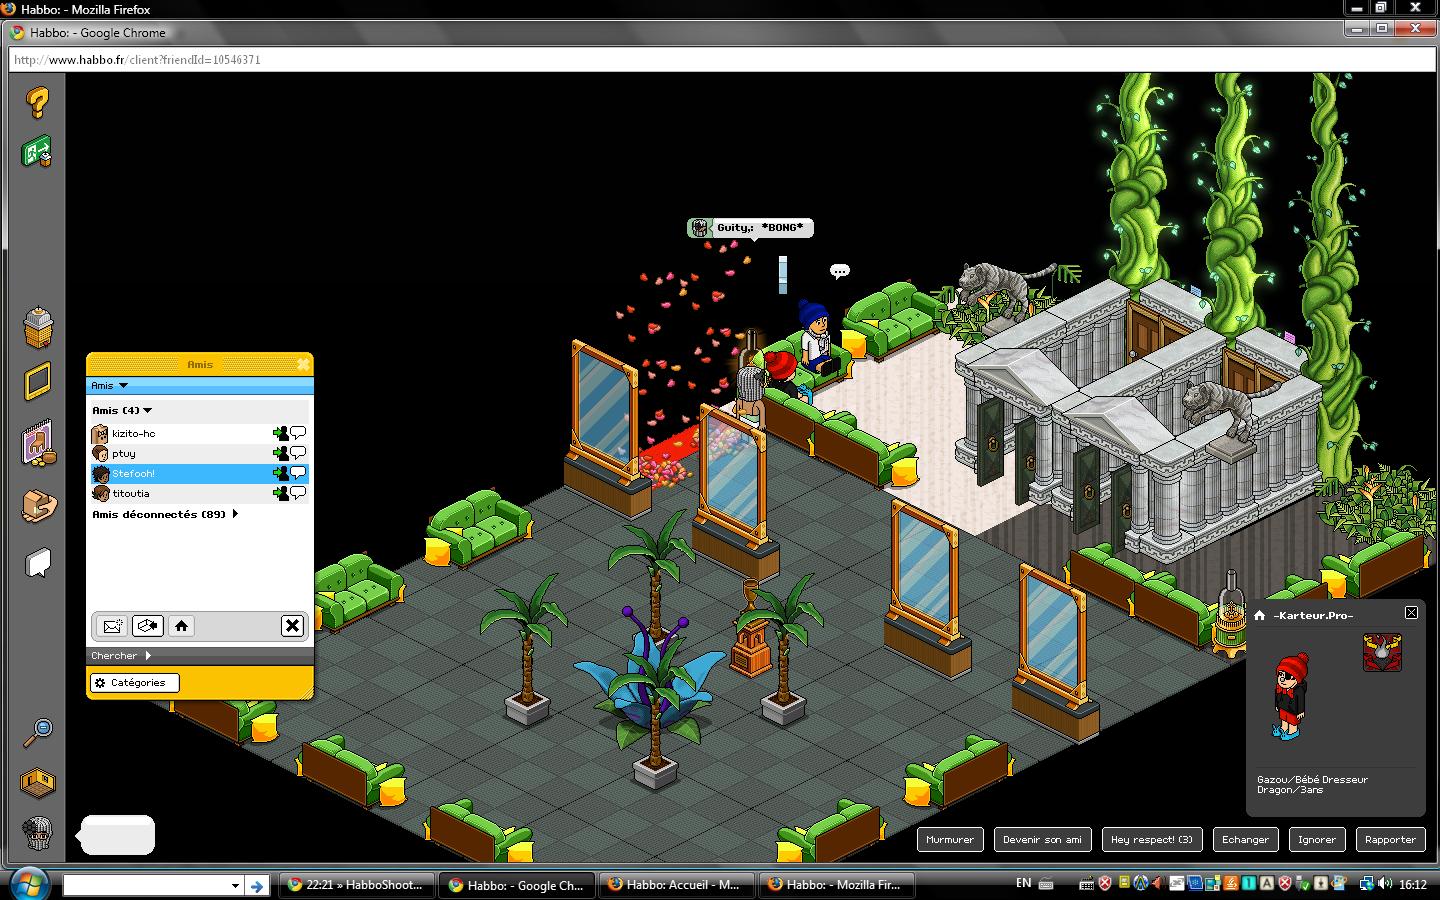 Habbo: - Mozilla Firefox
Habbo: - Google Chrome
http://www.habbo.fr/client?friendId=10546371
Guity,: *BONG*
...
Amis
Amis
Amis (4)
kizito-hc
ptuy
Stefooh!
titoutia
Amis déconnectés (89)
Chercher
Catégories
-Karteur.Pro-
Gazou/Bébé Dresseur
Dragon/3ans
Murmurer
Devenir son ami
Hey respect! (3)
Echanger
Ignorer
Rapporter
22:21 » HabboShoot...
Habbo: - Google Ch...
Habbo: Accueil - M...
Habbo: - Mozilla Fir...
EN
16:12